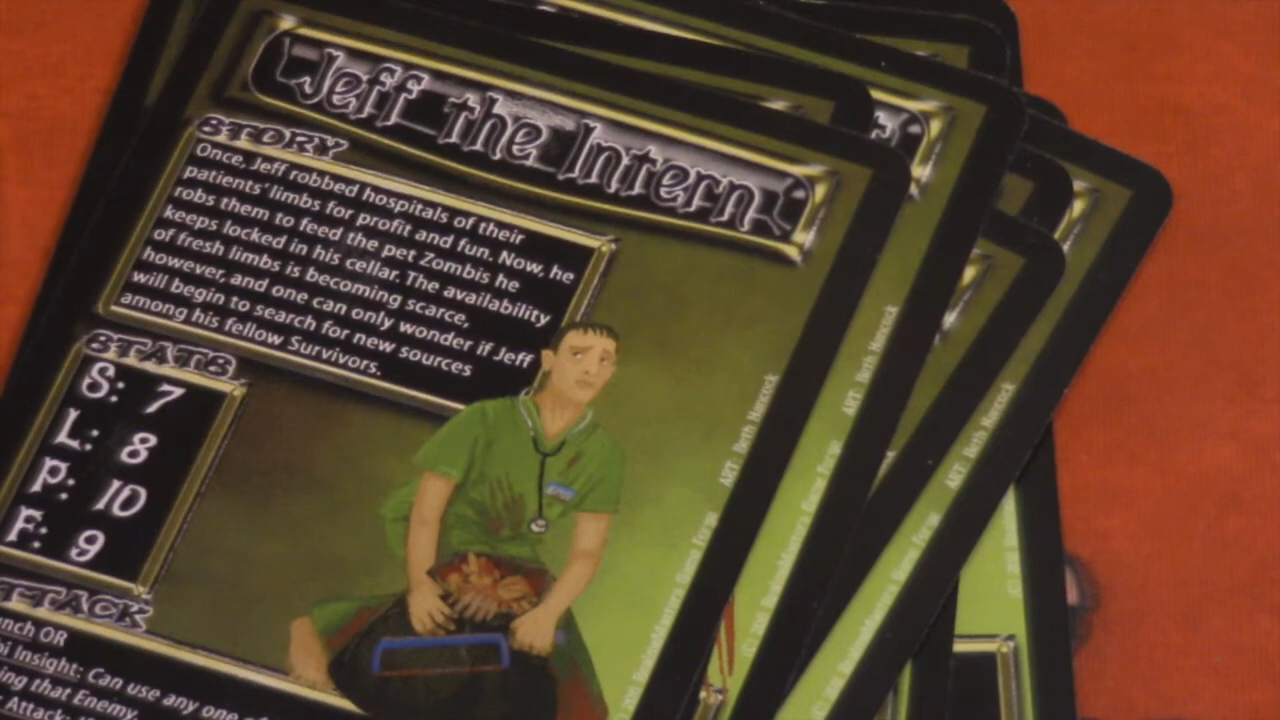 Jeff the Intern
STORY
Once, Jeff robbed hospitals of their
patients' limbs for profit and fun. Now, he
robs them to feed the pet Zombis he
keeps locked in his cellar. The availability
of fresh limbs is becoming scarce,
however, and one can only wonder if Jeff
will begin to search for new sources
among his fellow Survivors.
STATS
S: 7
L: 8
P: 10
F: 9
TTACK
nch OR
bi Insight: Can use any one of
ing that Enemy.
Attack:
ART: Beth Hancock
ART: Beth Hancock
ART: Beth Hancock